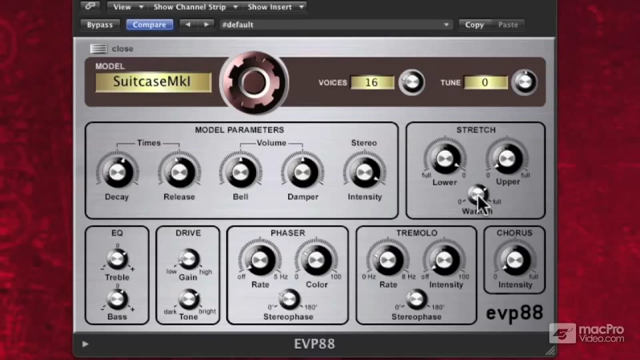 View Show Channel Strip Show Insert
Bypass Compare #default Copy Paste
close
MODEL
SuitcaseMkI VOICES 16 TUNE 0
MODEL PARAMETERS STRETCH
Times Volume Stereo
full full
Decay Release Bell Damper Intensity Lower Upper
0 full
EQ DRIVE PHASER TREMOLO CHORUS
0
- + low high off 5 Hz 0 100 0 Hz 8 Hz off 100 0 full
Treble Gain Rate Color Rate Intensity Intensity
0
- + dark bright 0 180° 0 180°
Bass Tone Stereophase Stereophase evp88
EVP88
macPro
Video.com